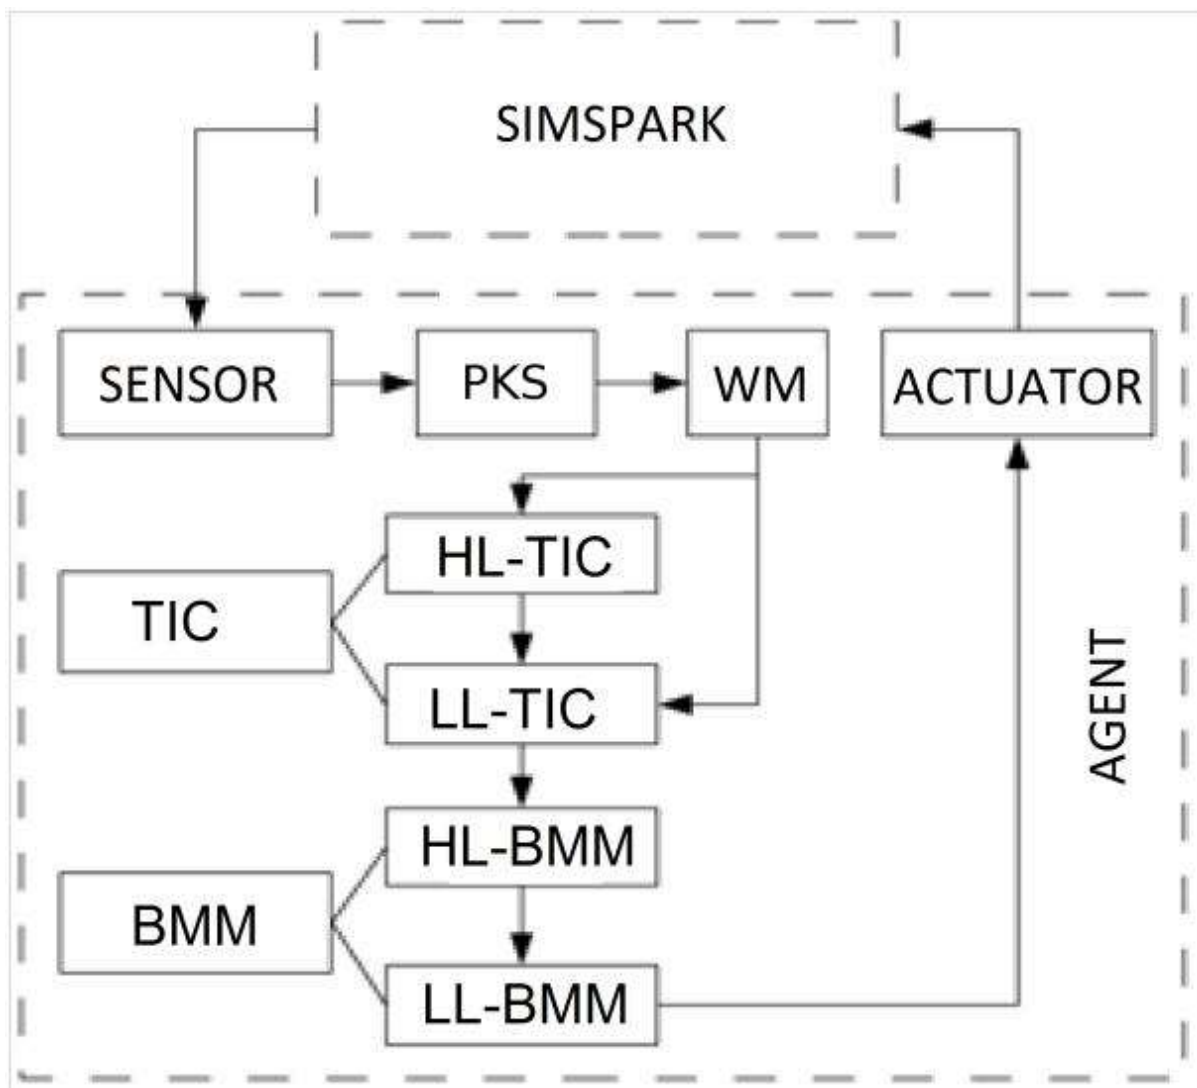 SIMSPARK
SENSOR
PKS
WM
ACTUATOR
HL-TIC
TIC
LL-TIC
AGENT
HL-BMM
BMM
LL-BMM